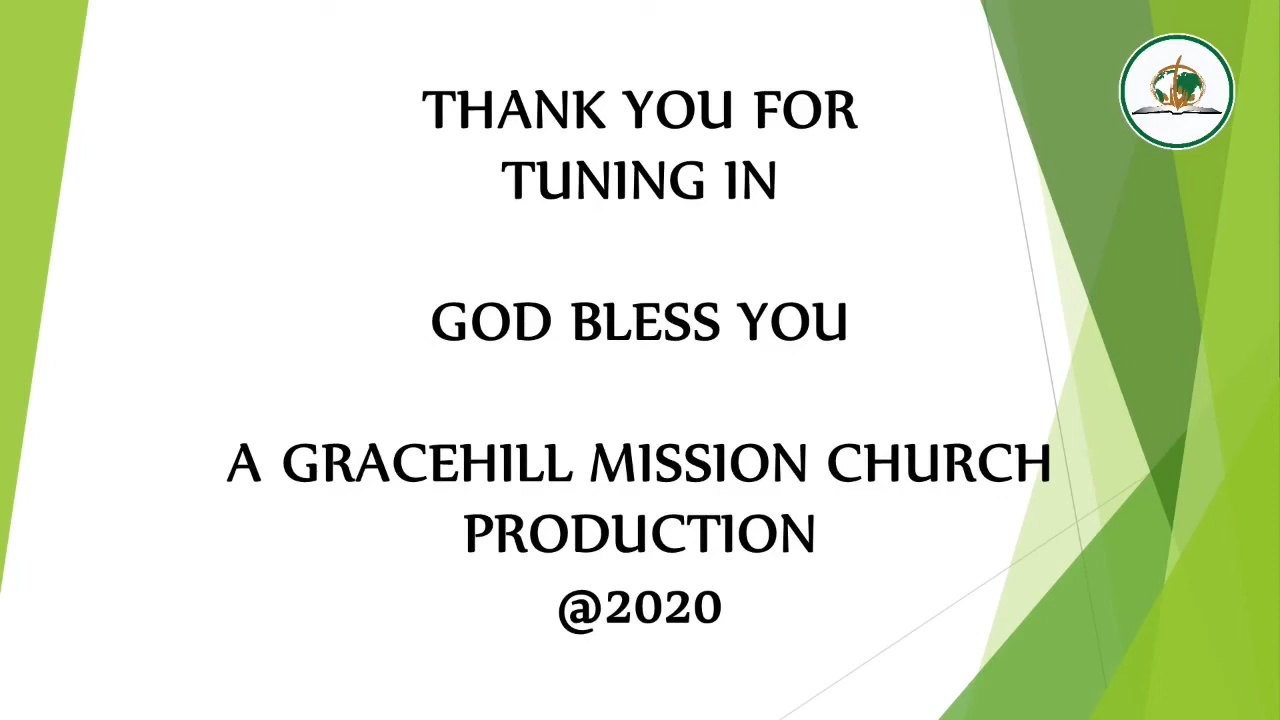 THANK YOU FOR
TUNING IN
GOD BLESS YOU
A GRACEHILL MISSION CHURCH
PRODUCTION
@2020